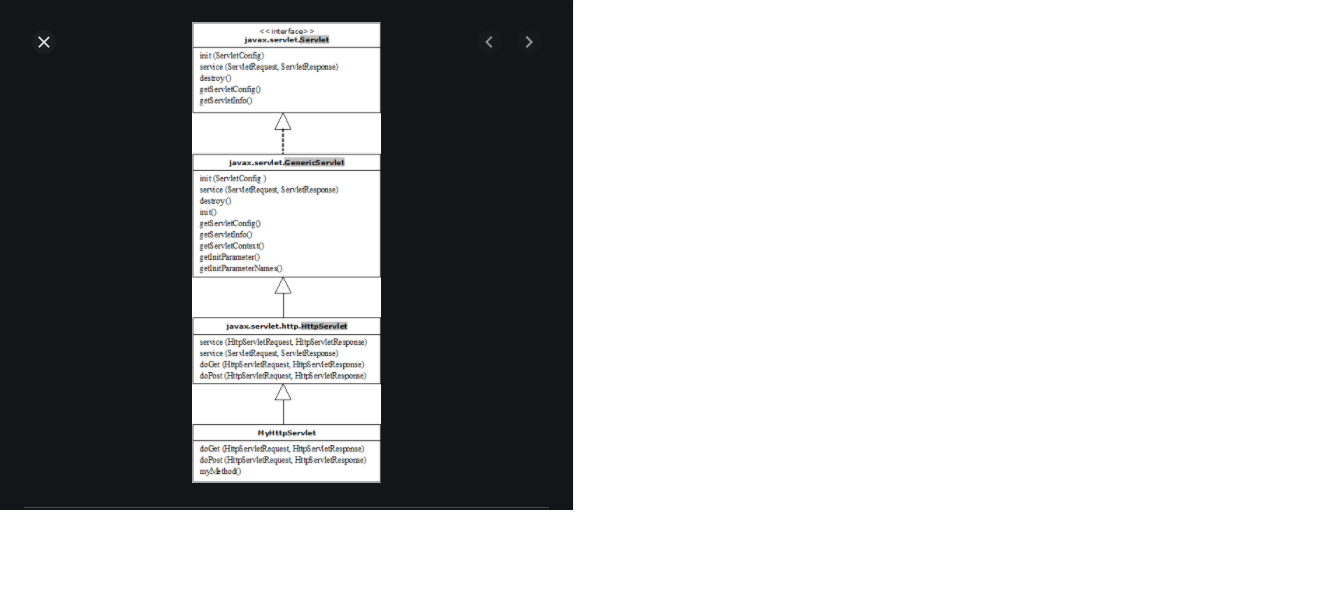 <<interface>>
javax.servlet.Servlet
init (ServletConfig)
service (ServletRequest, ServletResponse)
destroy()
getServletConfig()
getServletInfo()
javax.servlet.GenericServlet
init (ServletConfig )
service (ServletRequest, ServletResponse)
destroy()
init()
getServletConfig()
getServletInfo()
getServletContext()
getInitParameter()
getInitParameterNames()
javax.servlet.http.HttpServlet
service (HttpServletRequest, HttpServletResponse)
service (ServletRequest, ServletResponse)
doGet (HttpServletRequest, HttpServletResponse)
doPost (HttpServletRequest, HttpServletResponse)
MyHttpServlet
doGet (HttpServletRequest, HttpServletResponse)
doPost (HttpServletRequest, HttpServletResponse)
myMethod()